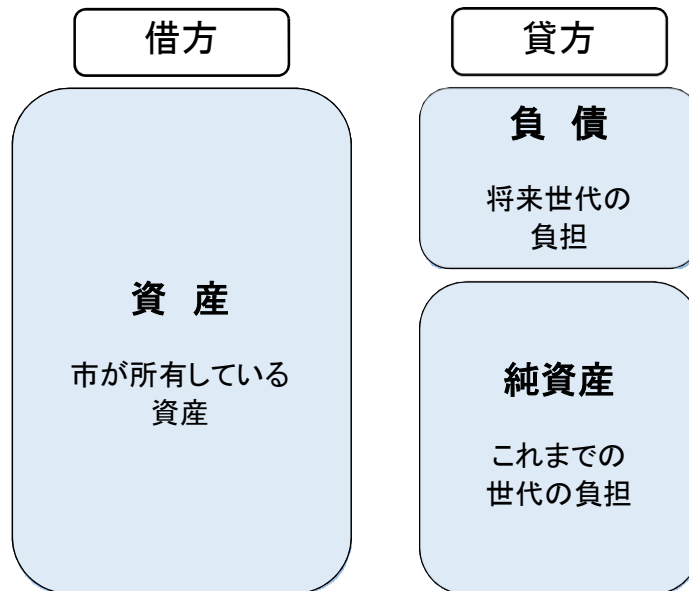 借方
資 産
市が所有している
資産
貸方
負 債
将来世代の
負担
純資産
これまでの
世代の負担